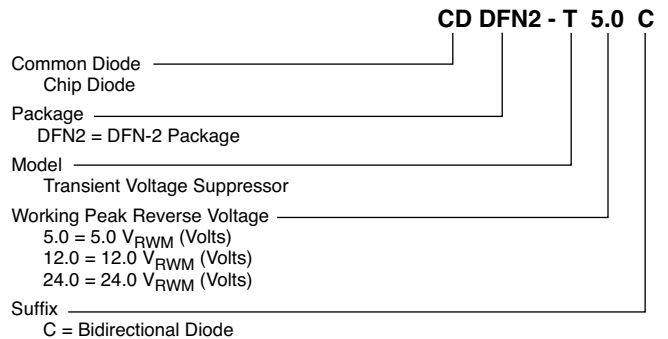 CD DFN2 - T 5.0 C
Common Diode
Chip Diode
Package
DFN2 = DFN-2 Package
Model
Transient Voltage Suppressor
Working Peak Reverse Voltage
5.0 = 5.0 VRWM (Volts)
12.0 = 12.0 VRWM (Volts)
24.0 = 24.0 VRWM (Volts)
Suffix
C = Bidirectional Diode